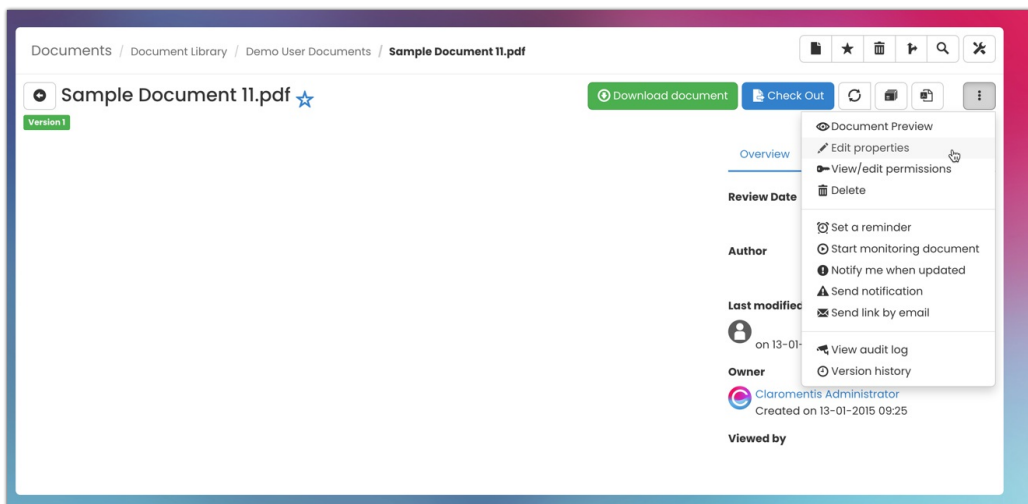 Documents / Document Library / Demo User Documents / Sample Document 11.pdf
Sample Document 11.pdf
Download document
Check Out
Version 1
Document Preview
Edit properties
View/edit permissions
Delete
Set a reminder
Start monitoring document
Notify me when updated
Send notification
Send link by email
View audit log
Version history
Overview
Review Date
Author
Last modified
on 13-01-
Owner
Claromentis Administrator
Created on 13-01-2015 09:25
Viewed by